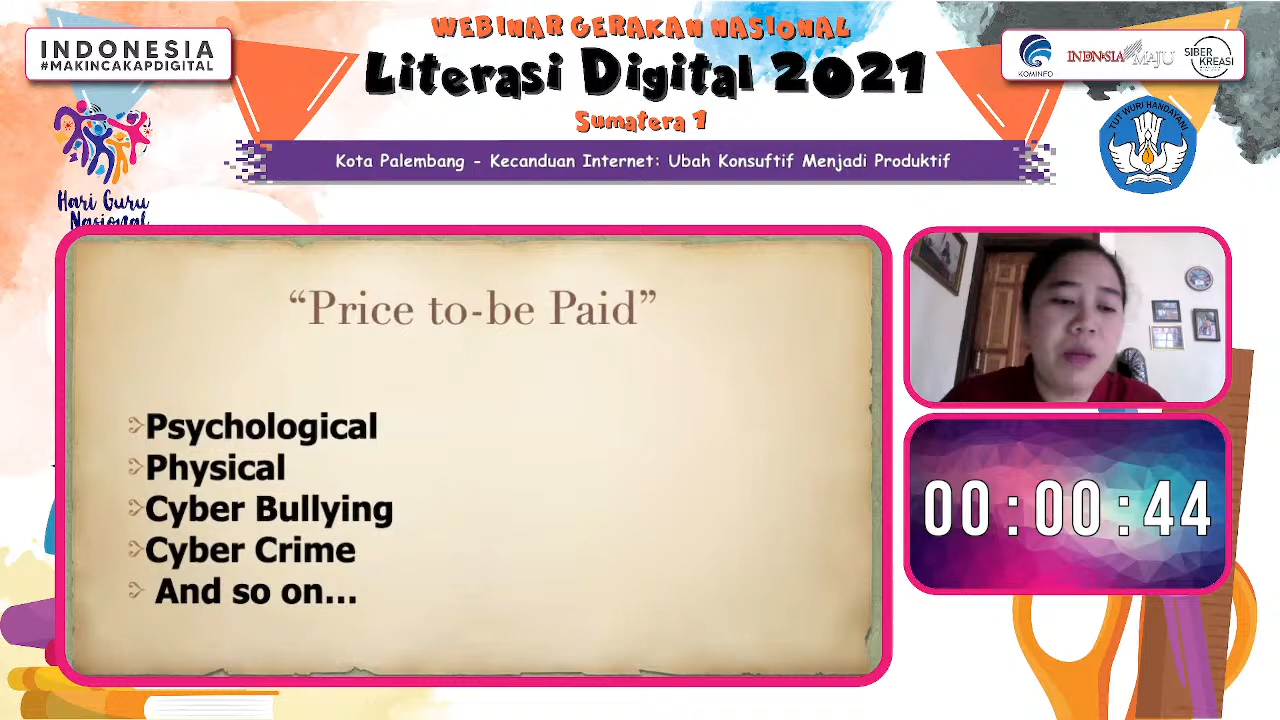 WEBINAR GERAKAN NASIONAL
INDONESIA
#MAKINCAKAPDIGITAL
Literasi Digital 2021
KOMINFO
INDONESIA MAJU
SIBER KREASI
Sumatera 1
TUT WURI HANDAYANI
Kota Palembang - Kecanduan Internet: Ubah Konsuftif Menjadi Produktif
Hari Guru
Nasional
“Price to-be Paid”
Psychological
Physical
Cyber Bullying
Cyber Crime
And so on...
00:00:44